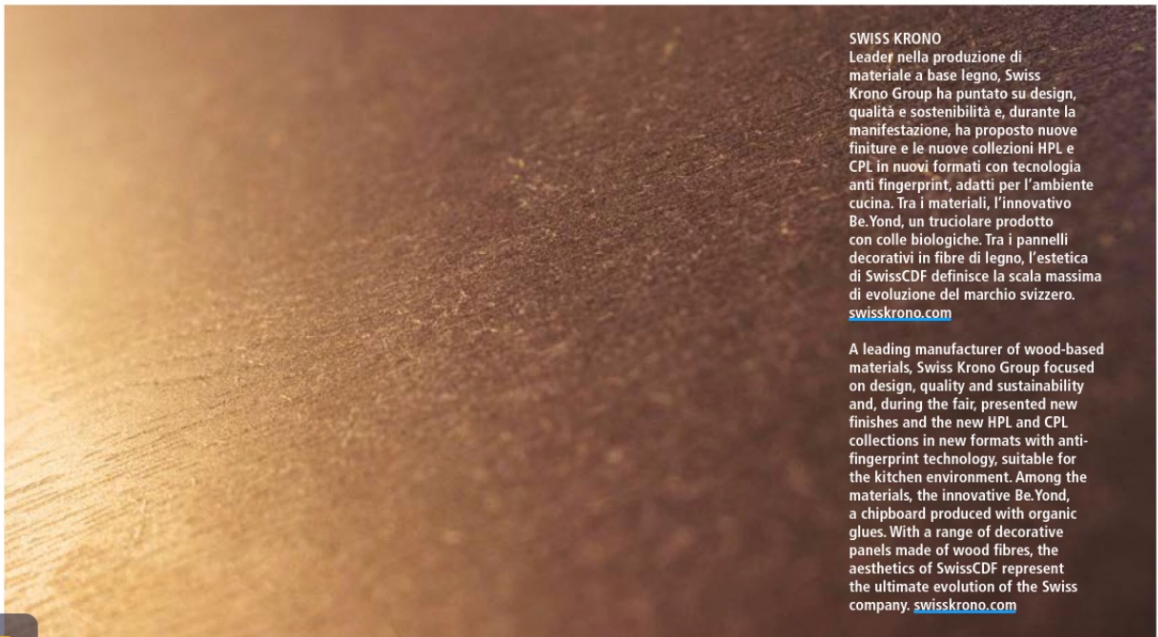 SWISS KRONO
Leader nella produzione di
materiale a base legno, Swiss
Krono Group ha puntato su design,
qualità e sostenibilità e, durante la
manifestazione, ha proposto nuove
finiture e le nuove collezioni HPL e
CPL in nuovi formati con tecnologia
anti fingerprint, adatti per l'ambiente
cucina. Tra i materiali, l'innovativo
Be.Yond, un truciolare prodotto
con colle biologiche. Tra i pannelli
decorativi in fibre di legno, l'estetica
di SwissCDF definisce la scala massima
di evoluzione del marchio svizzero.
swisskrono.com
A leading manufacturer of wood-based
materials, Swiss Krono Group focused
on design, quality and sustainability
and, during the fair, presented new
finishes and the new HPL and CPL
collections in new formats with anti-
fingerprint technology, suitable for
the kitchen environment. Among the
materials, the innovative Be.Yond,
a chipboard produced with organic
glues. With a range of decorative
panels made of wood fibres, the
aesthetics of SwissCDF represent
the ultimate evolution of the Swiss
company. swisskrono.com